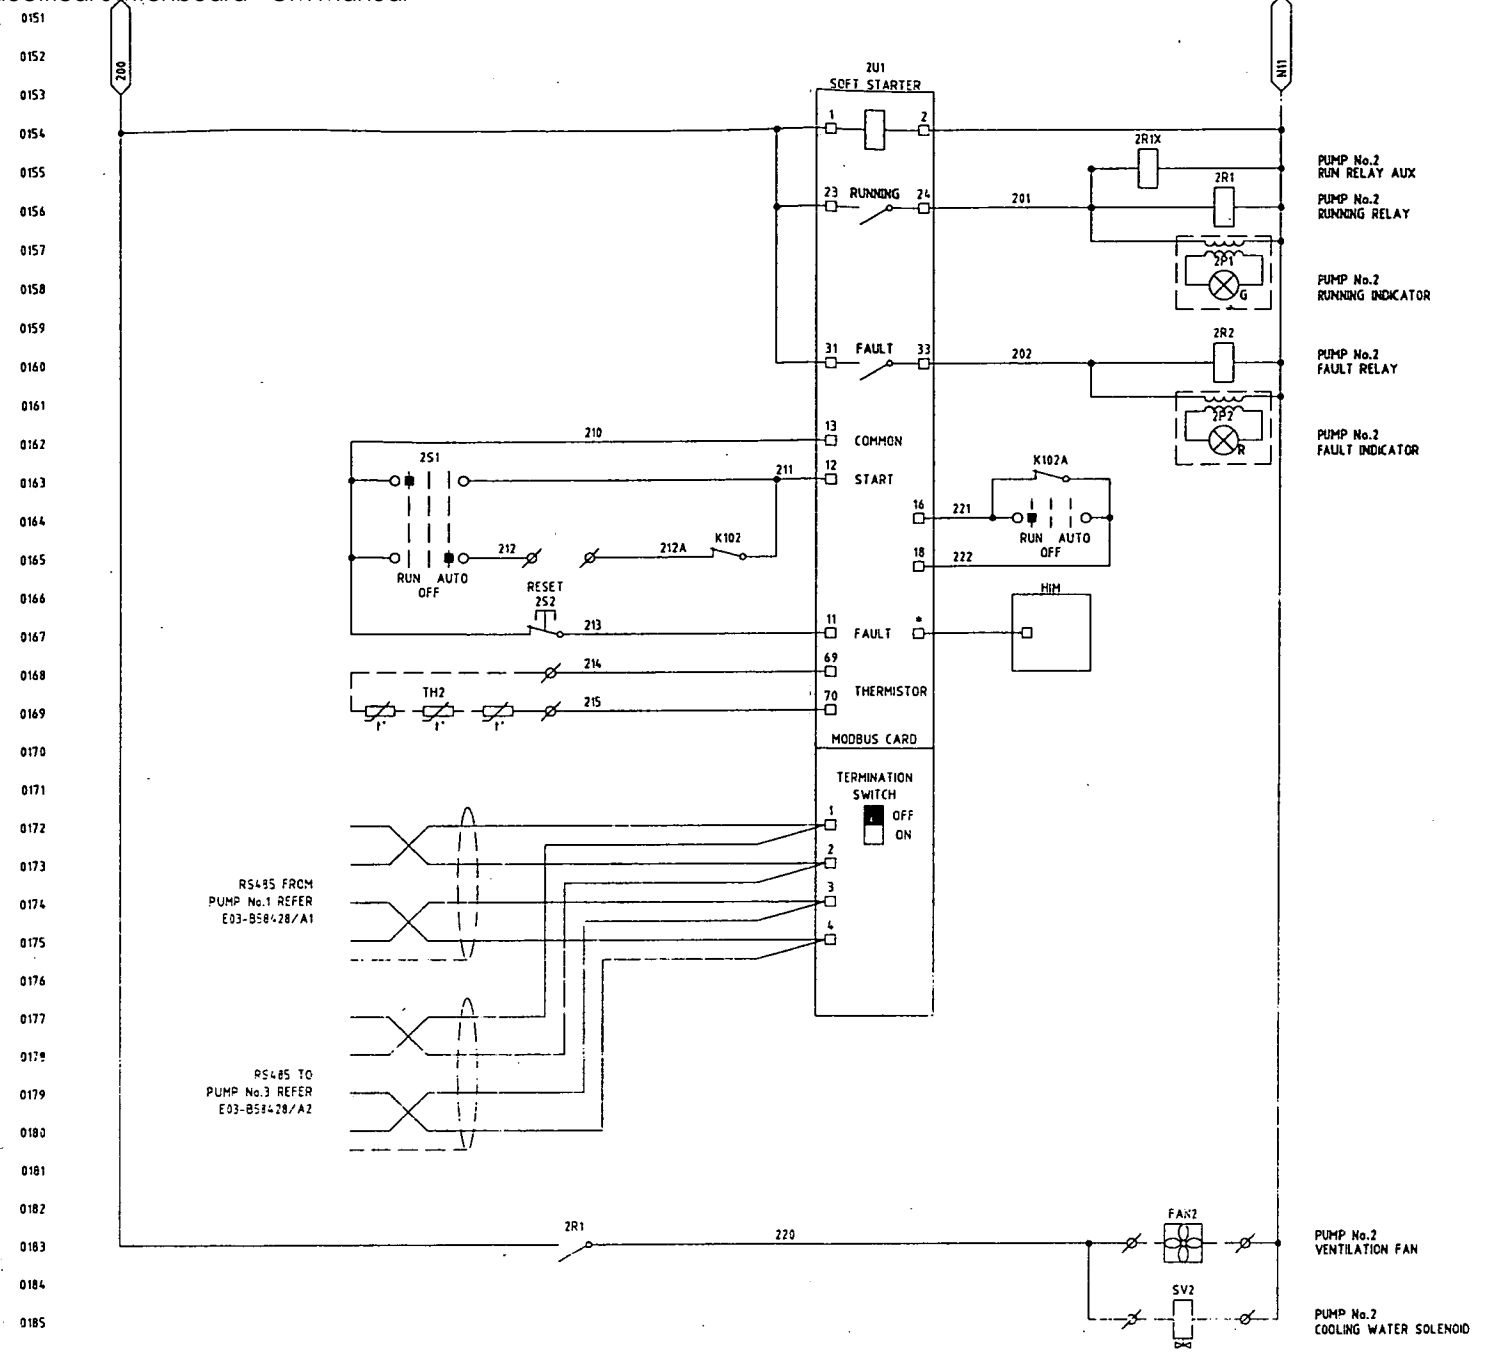 0151
0152
0153
0154
0155
0156
0157
0158
0159
0160
0161
0162
0163
0164
0165
0166
0167
0168
0169
0170
0171
0172
0173
0174
0175
0176
0177
0178
0179
0180
0181
0182
0183
0184
0185
200
N11
2U1
SOFT STARTER
1
2
2R1X
PUMP No.2
RUN RELAY AUX
23
RUNNING
24
201
2R1
PUMP No.2
RUNNING RELAY
2P1
G
PUMP No.2
RUNNING INDICATOR
31
FAULT
33
202
2R2
PUMP No.2
FAULT RELAY
2P2
R
PUMP No.2
FAULT INDICATOR
210
13
COMMON
2S1
211
12
START
K102A
16
221
RUN
AUTO
OFF
212
212A
K102
18
222
RUN
AUTO
OFF
RESET
2S2
213
11
FAULT
*
HIM
214
69
THERMISTOR
TH2
t°
t°
t°
215
70
MODBUS CARD
TERMINATION
SWITCH
OFF
ON
1
2
3
4
RS485 FROM
PUMP No.1 REFER
E03-B58428/A1
RS485 TO
PUMP No.3 REFER
E03-B58428/A2
2R1
220
FAN2
PUMP No.2
VENTILATION FAN
SV2
PUMP No.2
COOLING WATER SOLENOID